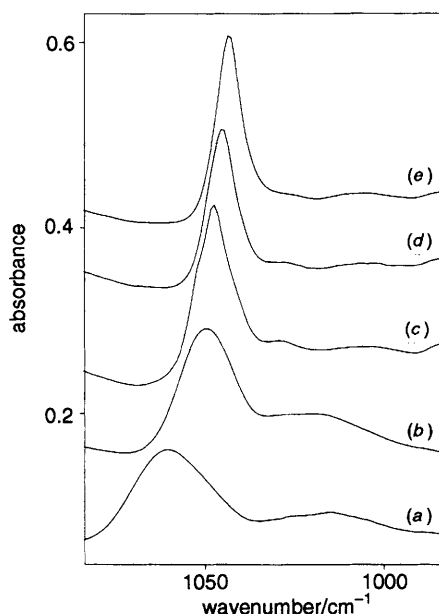 0.6
(e)
(d)
0.4
absorbance
(c)
(b)
0.2
(a)
1050
1000
wavenumber/cm⁻¹